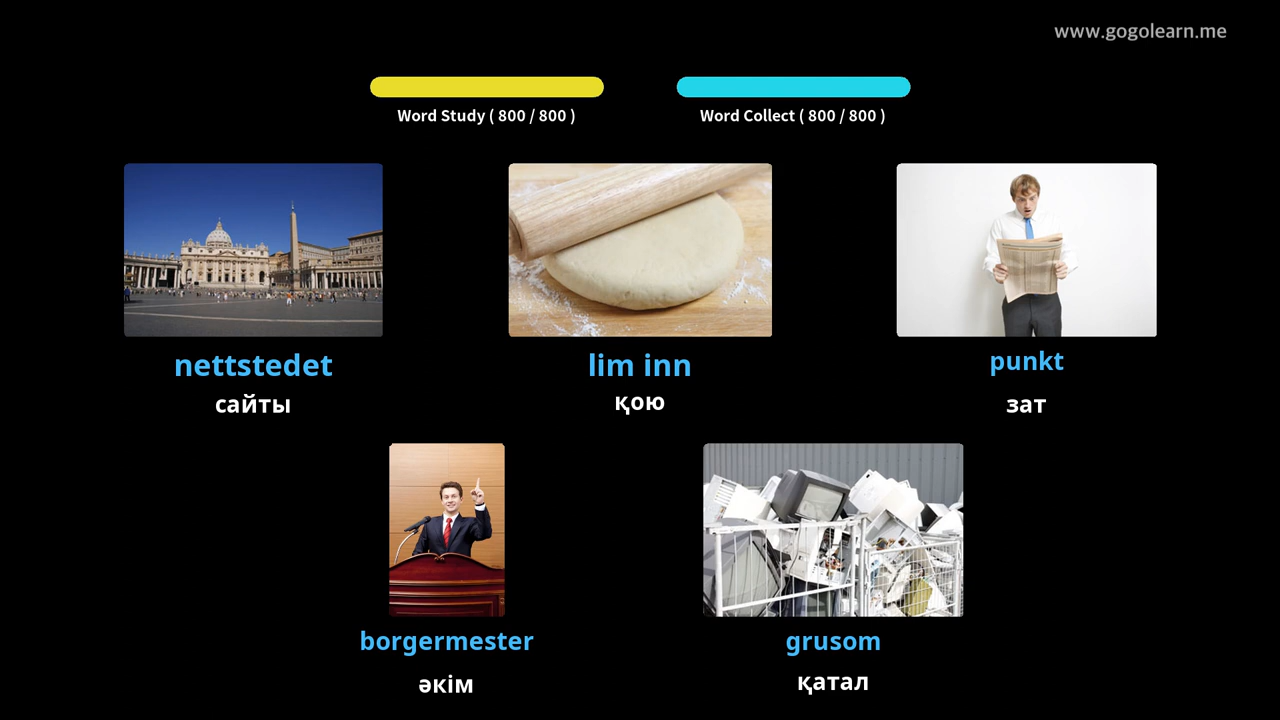 www.gogolearn.me
Word Study ( 800 / 800 )
Word Collect ( 800 / 800 )
nettstedet
сайты
lim inn
қою
punkt
зат
borgermester
әкім
grusom
қатал